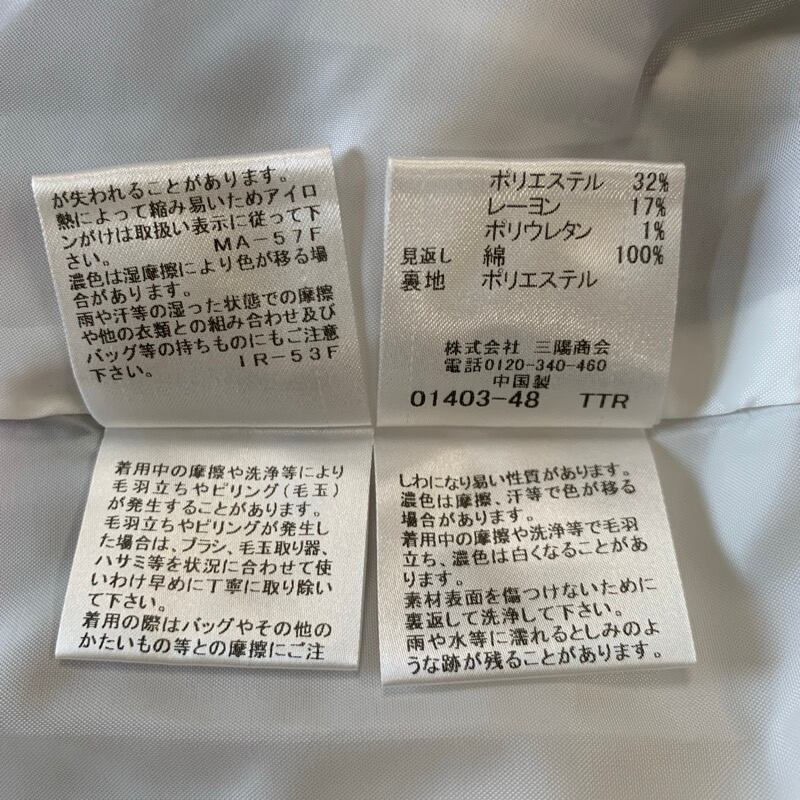 が失われることがあります。
熱によって縮み易いためアイロ
ンがけは取扱い表示に従って下
さい。
MA-57F
濃色は湿摩擦により色が移る場
合があります。
雨や汗等の湿った状態での摩擦
や他の衣類との組み合わせ及び
バッグ等の持ちものにもご注意
下さい。
IR-53F
ポリエステル 32%
レーヨン 17%
ポリウレタン 1%
見返し 綿 100%
裏地 ポリエステル
株式会社 三陽商会
電話0120-340-460
中国製
01403-48 TTR
着用中の摩擦や洗浄等により
毛羽立ちやピリング(毛玉)
が発生することがあります。
毛羽立ちやピリングが発生し
た場合は、ブラシ、毛玉取り器、
ハサミ等を状況に合わせて使
いわけ早めに丁寧に取り除い
て下さい。
着用の際はバッグやその他の
かたいもの等との摩擦にご注
しわになり易い性質があります。
濃色は摩擦、汗等で色が移る
場合があります。
着用中の摩擦や洗浄等で毛羽
立ち、濃色は白くなることがあ
ります。
素材表面を傷つけないために
裏返して洗浄して下さい。
雨や水等に濡れるとしみのよ
うな跡が残ることがあります。